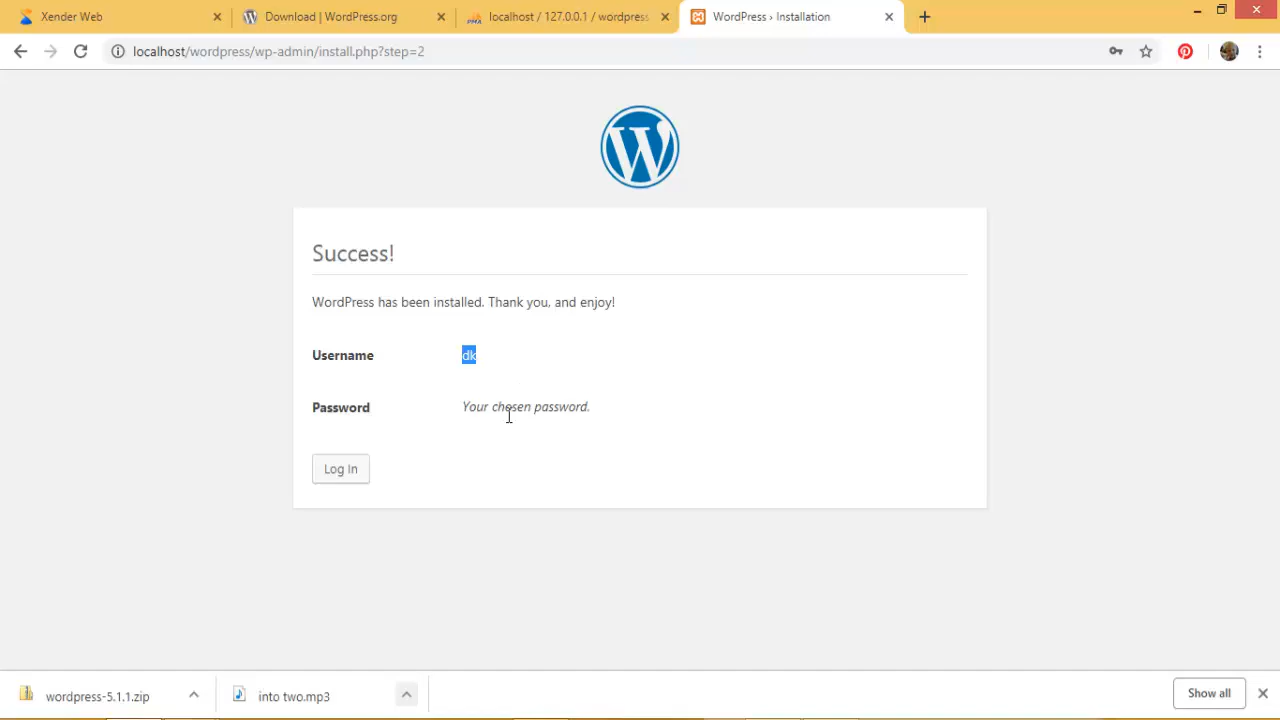 Xender Web
Download | WordPress.org
localhost / 127.0.0.1 / wordpress
WordPress › Installation
localhost/wordpress/wp-admin/install.php?step=2
Success!
WordPress has been installed. Thank you, and enjoy!
Username dk
Password Your chosen password.
Log In
wordpress-5.1.1.zip
into two.mp3
Show all